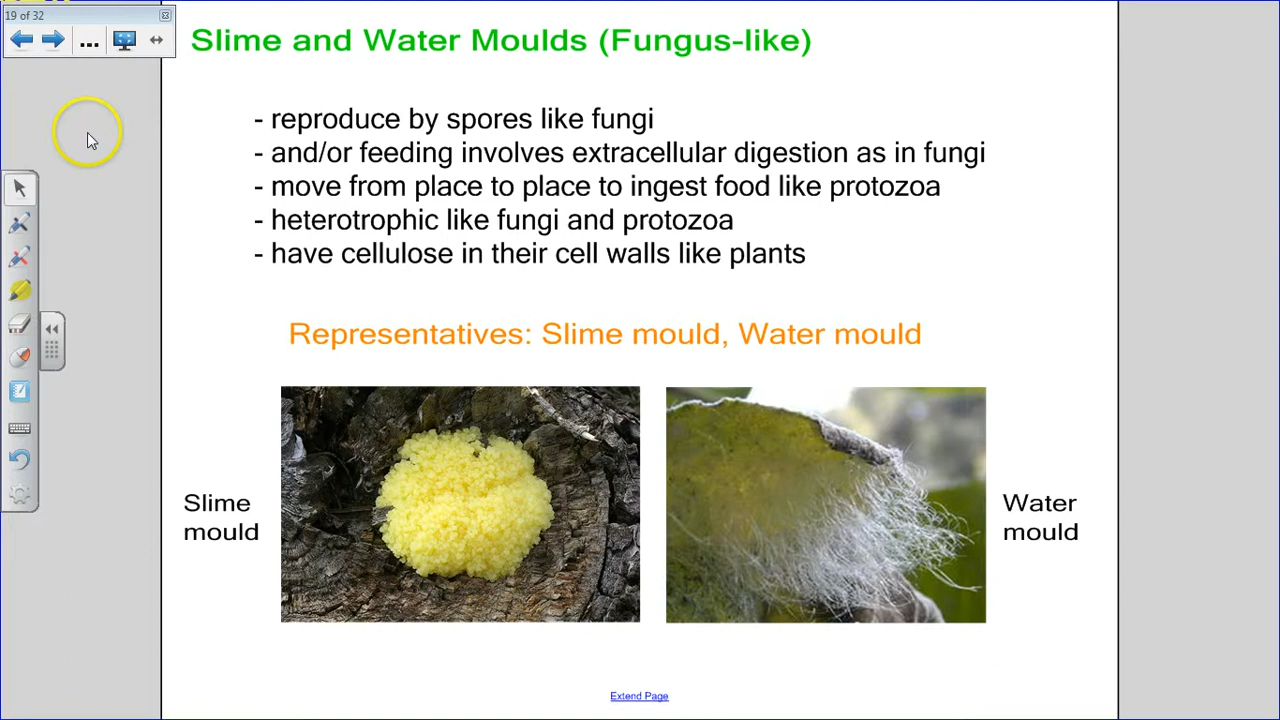 19 of 32
Slime and Water Moulds (Fungus-like)
- reproduce by spores like fungi
- and/or feeding involves extracellular digestion as in fungi
- move from place to place to ingest food like protozoa
- heterotrophic like fungi and protozoa
- have cellulose in their cell walls like plants
Representatives: Slime mould, Water mould
Slime
mould
Water
mould
Extend Page